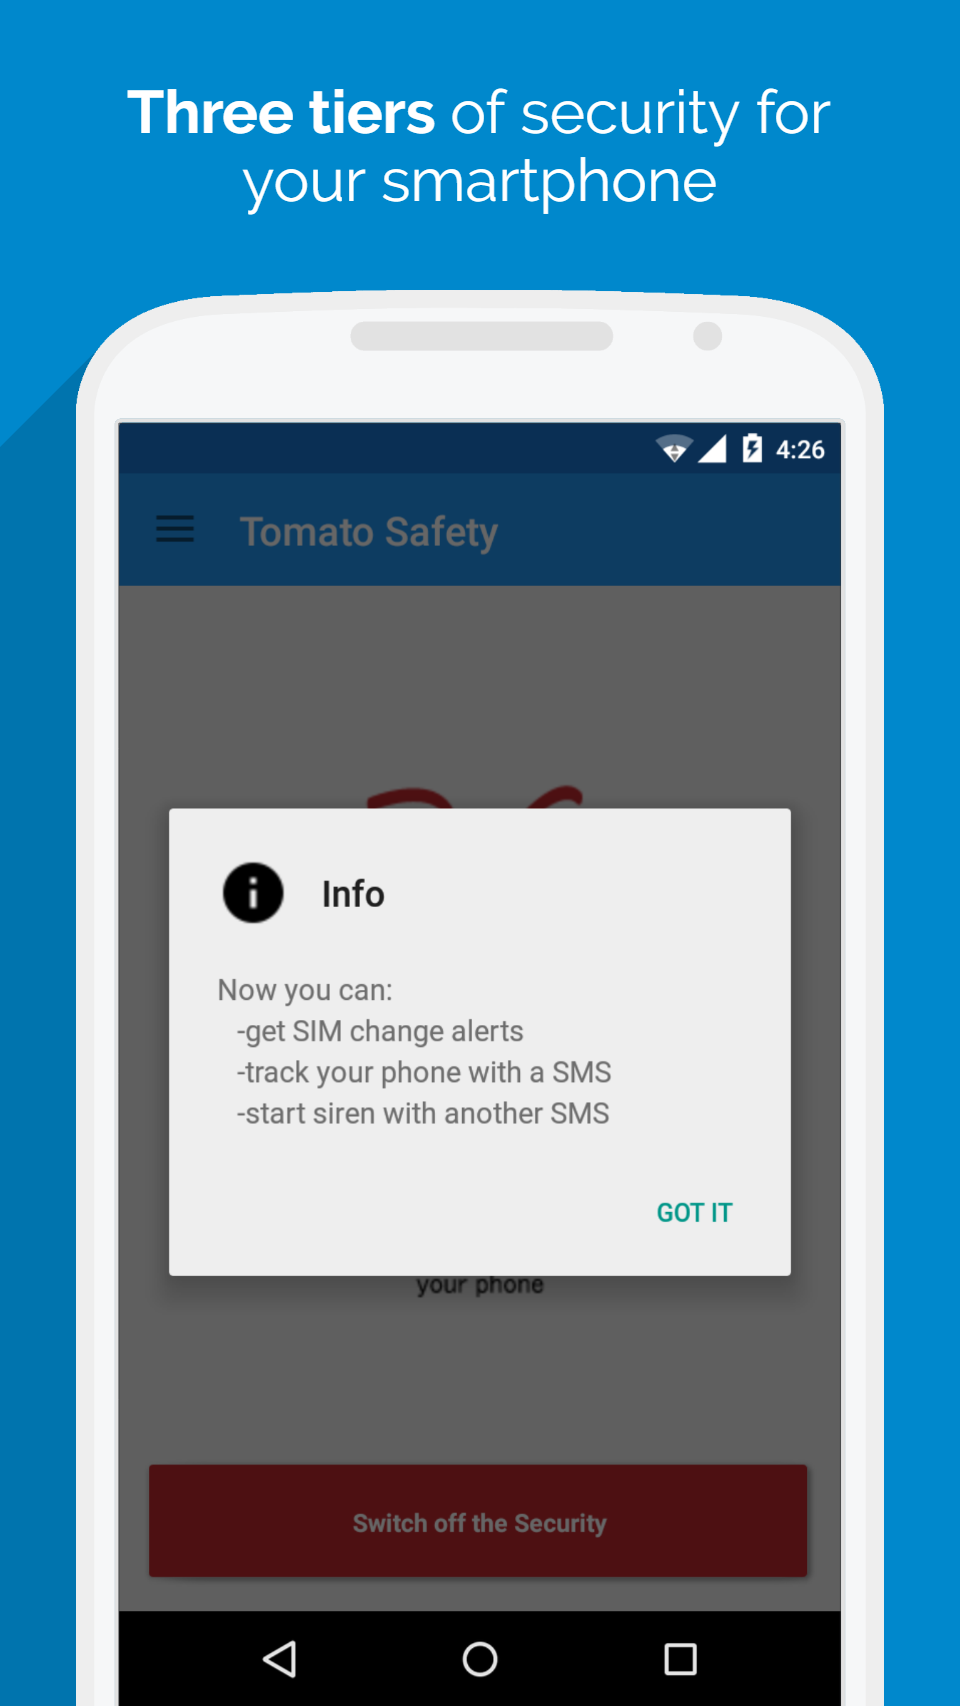 Three tiers of security for
your smartphone
4:26
Tomato Safety
Info
Now you can:
-get SIM change alerts
-track your phone with a SMS
-start siren with another SMS
GOT IT
your phone
Switch off the Security